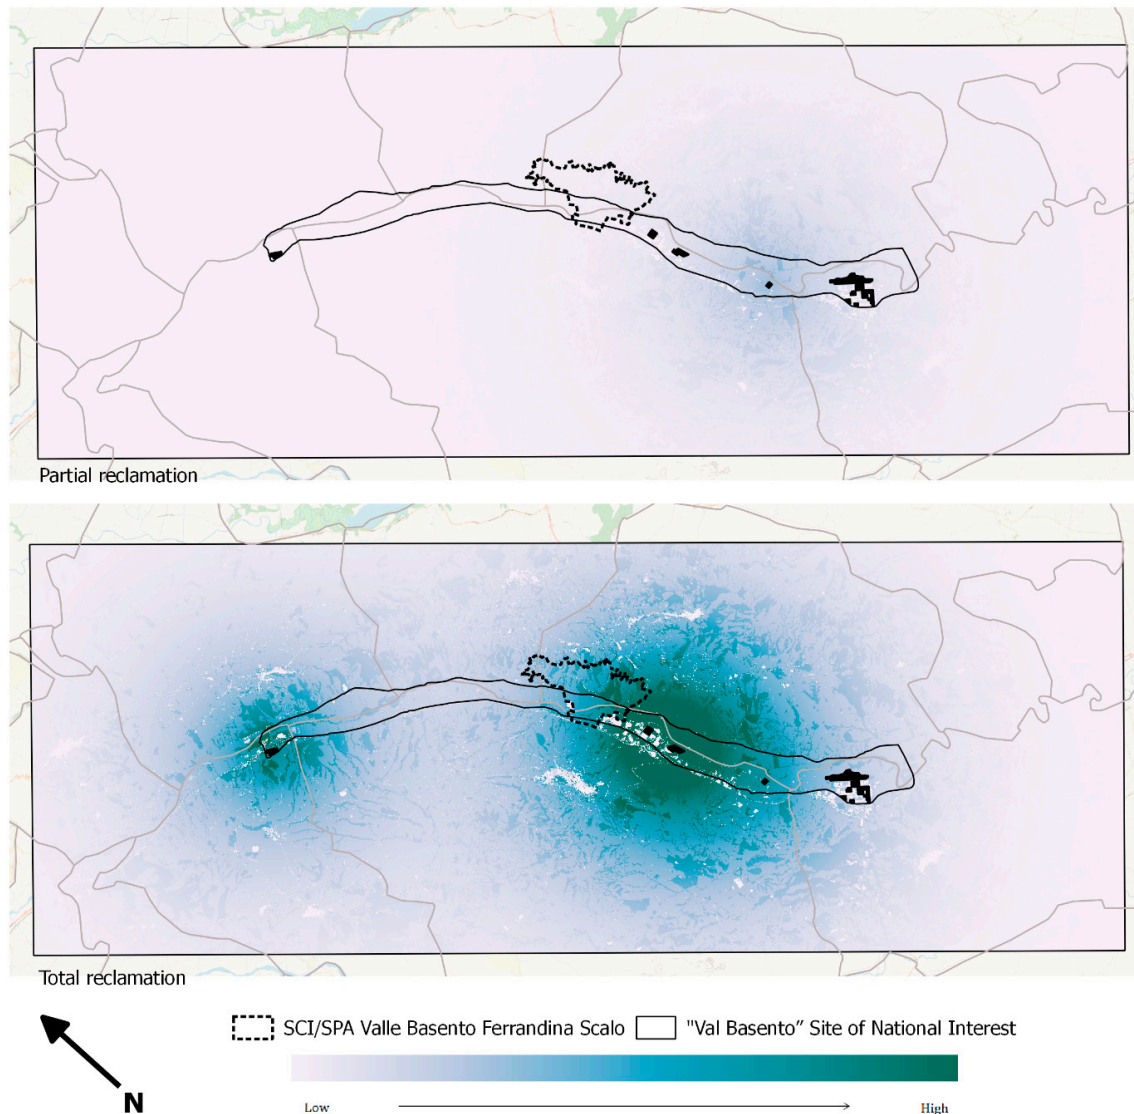 Partial reclamation
Total reclamation
SCI/SPA Valle Basento Ferrandina Scalo
"Val Basento” Site of National Interest
N
Low
High